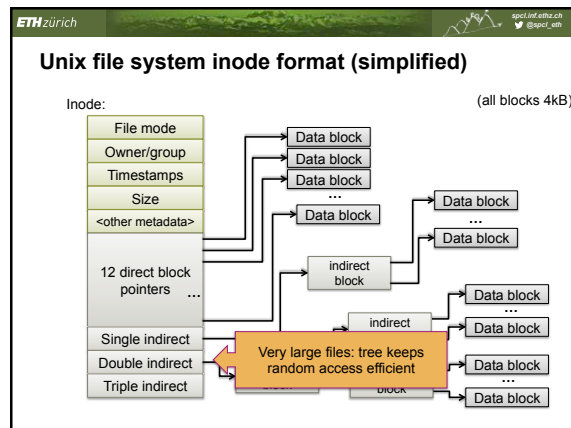 ETH zürich
spcl.inf.ethz.ch
@spcl_eth
Unix file system inode format (simplified)
Inode:
(all blocks 4kB)
File mode
Owner/group
Timestamps
Size
<other metadata>
12 direct block
pointers ...
Single indirect
Double indirect
Triple indirect
Data block
Data block
Data block
...
Data block
indirect
block
Data block
...
Data block
indirect
Data block
...
Data block
block
Data block
...
Data block
Very large files: tree keeps
random access efficient